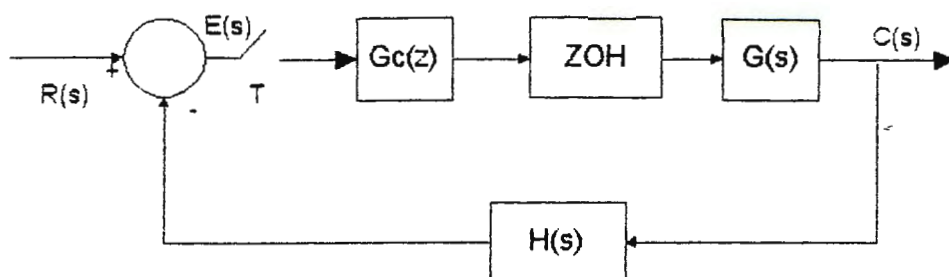 E(s)
C(s)
Gc(z)
ZOH
G(s)
+
R(s)
T
-
H(s)